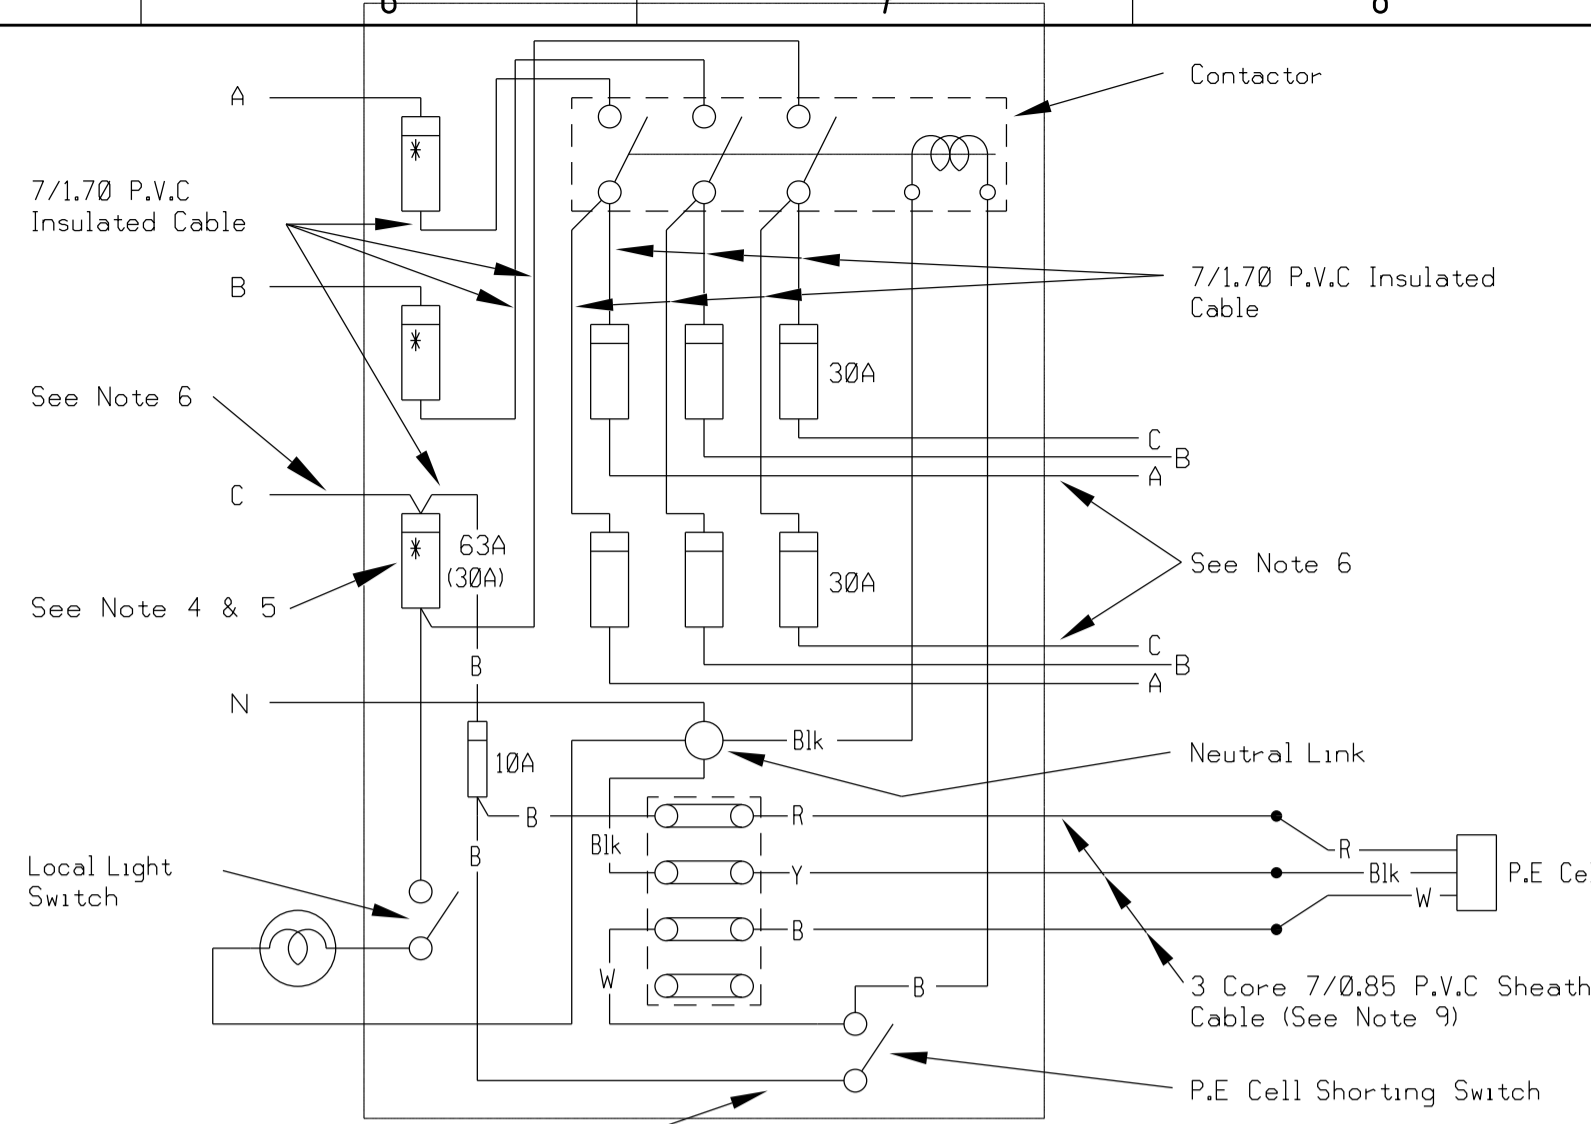 A
Contactor
7/1.70 P.V.C
Insulated Cable
B
7/1.70 P.V.C Insulated
Cable
30A
See Note 6
C
B
A
C
63A
(30A)
See Note 4 & 5
30A
See Note 6
B
C
B
A
N
Blk
Neutral Link
10A
B
R
Blk
R
B
Y
Blk
P.E
Local Light
Switch
W
B
W
B
3 Core 7/0.85 P.V.C Sheath
Cable (See Note 9)
P.E Cell Shorting Switch